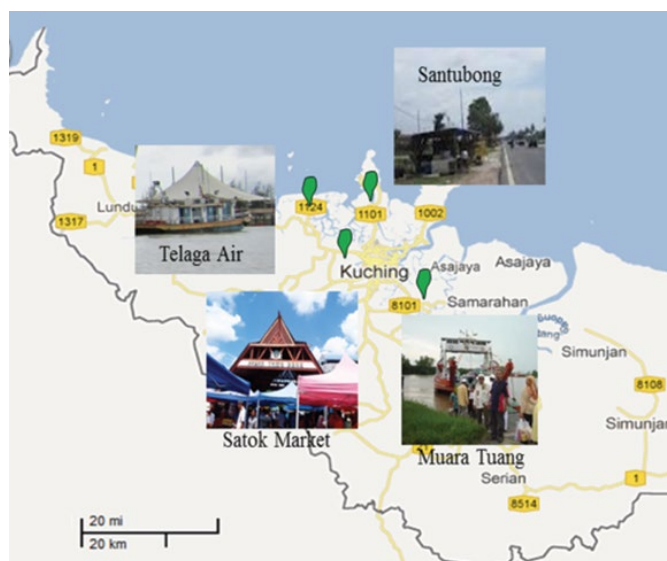 Santubong
1319
1
1317
Lundu
Telaga Air
1124
1101
1002
Kuching
Asajaya
Asajaya
8101
Samarahan
Simunjan
8108
Simunjan
Satok Market
Muara Tuang
Serian
1
8514
20 mi
20 km